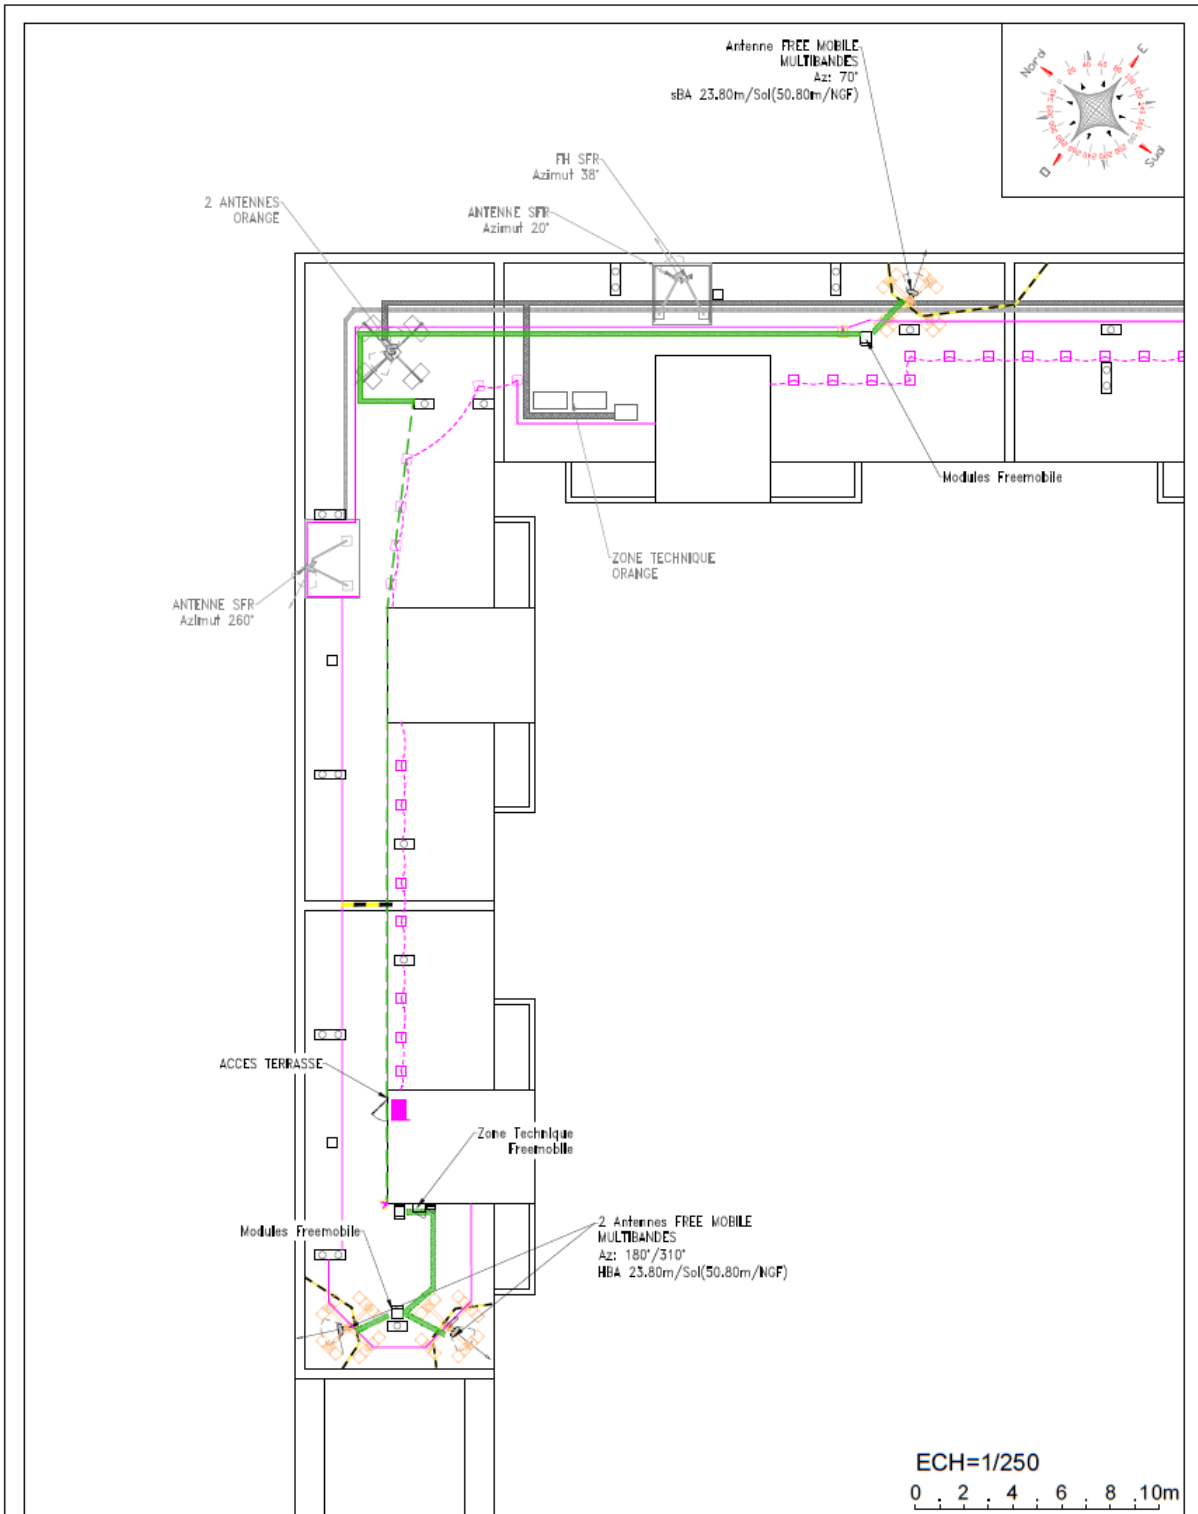 Antenne FREE MOBILE
MULTIBANDES
Az: 70°
sBA 23.80m/Sol(50.80m/NGF)
Nord
E
Sud
O
FH SFR
Azimut 38°
2 ANTENNES
ORANGE
ANTENNE SFR
Azimut 20°
Modules Freemobile
ZONE TECHNIQUE
ORANGE
ANTENNE SFR
Azimut 260°
ACCES TERRASSE
Zone Technique
Freemobile
Modules Freemobile
2 Antennes FREE MOBILE
MULTIBANDES
Az: 180°/310°
HBA 23.80m/Sol(50.80m/NGF)
ECH=1/250
0 . 2 . 4 . 6 . 8 . 10m